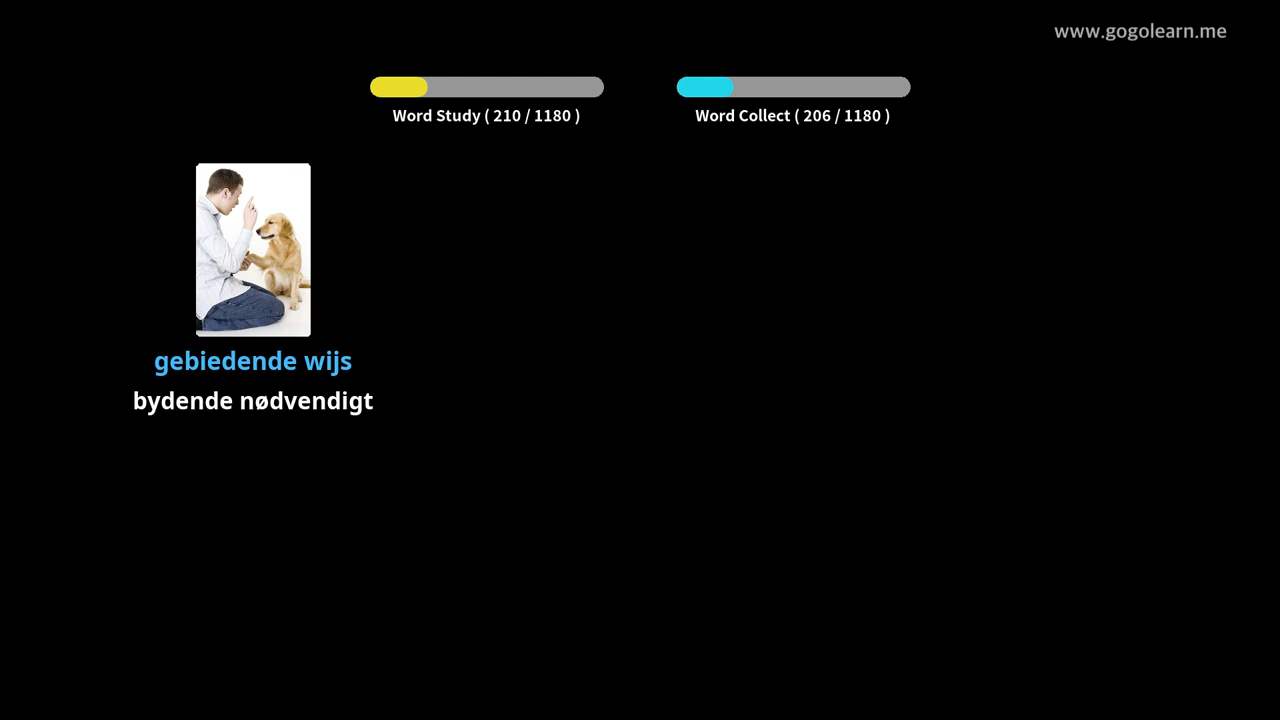 www.gogolearn.me
Word Study ( 210 / 1180 )
Word Collect ( 206 / 1180 )
gebiedende wijs
bydende nødvendigt